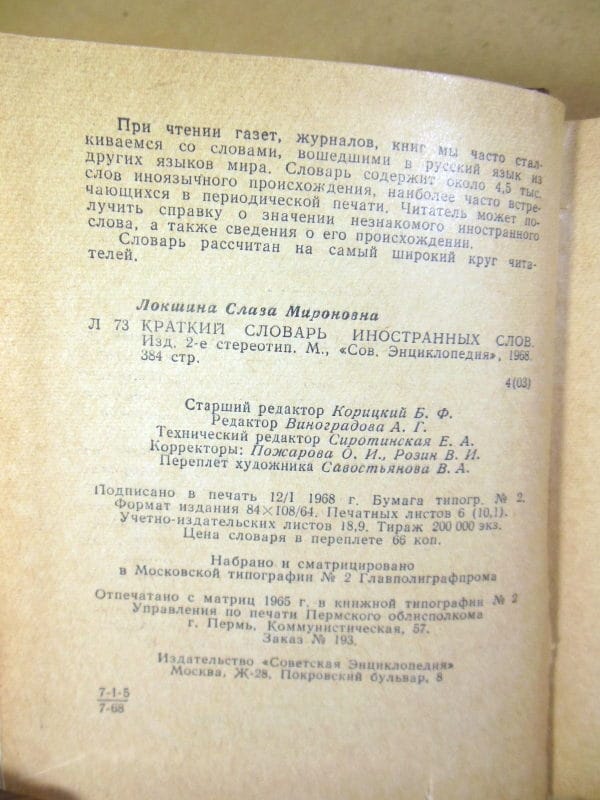 При чтении газет, журналов, книг мы часто стал-
киваемся со словами, вошедшими в русский язык из
других языков мира. Словарь содержит около 4,5 тыс.
слов иноязычного происхождения, наиболее часто встре-
чающихся в периодической печати. Читатель может по-
лучить справку о значении незнакомого иностранного
слова, а также сведения о его происхождении.
Словарь рассчитан на самый широкий круг чита-
телей.
Локшина Слаза Мироновна
Л 73 КРАТКИЙ СЛОВАРЬ ИНОСТРАННЫХ СЛОВ.
Изд. 2-е стереотип. М., «Сов. Энциклопедия», 1968.
384 стр.
4(03)
Старший редактор Корицкий Б. Ф.
Редактор Виноградова А. Г.
Технический редактор Сиротинская Е. А.
Корректоры: Пожарова О. И., Розин В. И.
Переплет художника Савостьянова В. А.
Подписано в печать 12/I 1968 г. Бумага типогр. № 2.
Формат издания 84×108/64. Печатных листов 6 (10,1).
Учетно-издательских листов 18,9. Тираж 200 000 экз.
Цена словаря в переплете 66 коп.
Набрано и сматрицировано
в Московской типографии № 2 Главполиграфпрома
Отпечатано с матриц 1965 г. в книжной типографии № 2
Управления по печати Пермского облисполкома
г. Пермь, Коммунистическая, 57.
Заказ № 193.
Издательство «Советская Энциклопедия»
Москва, Ж-28, Покровский бульвар, 8
7-1-5
7-68